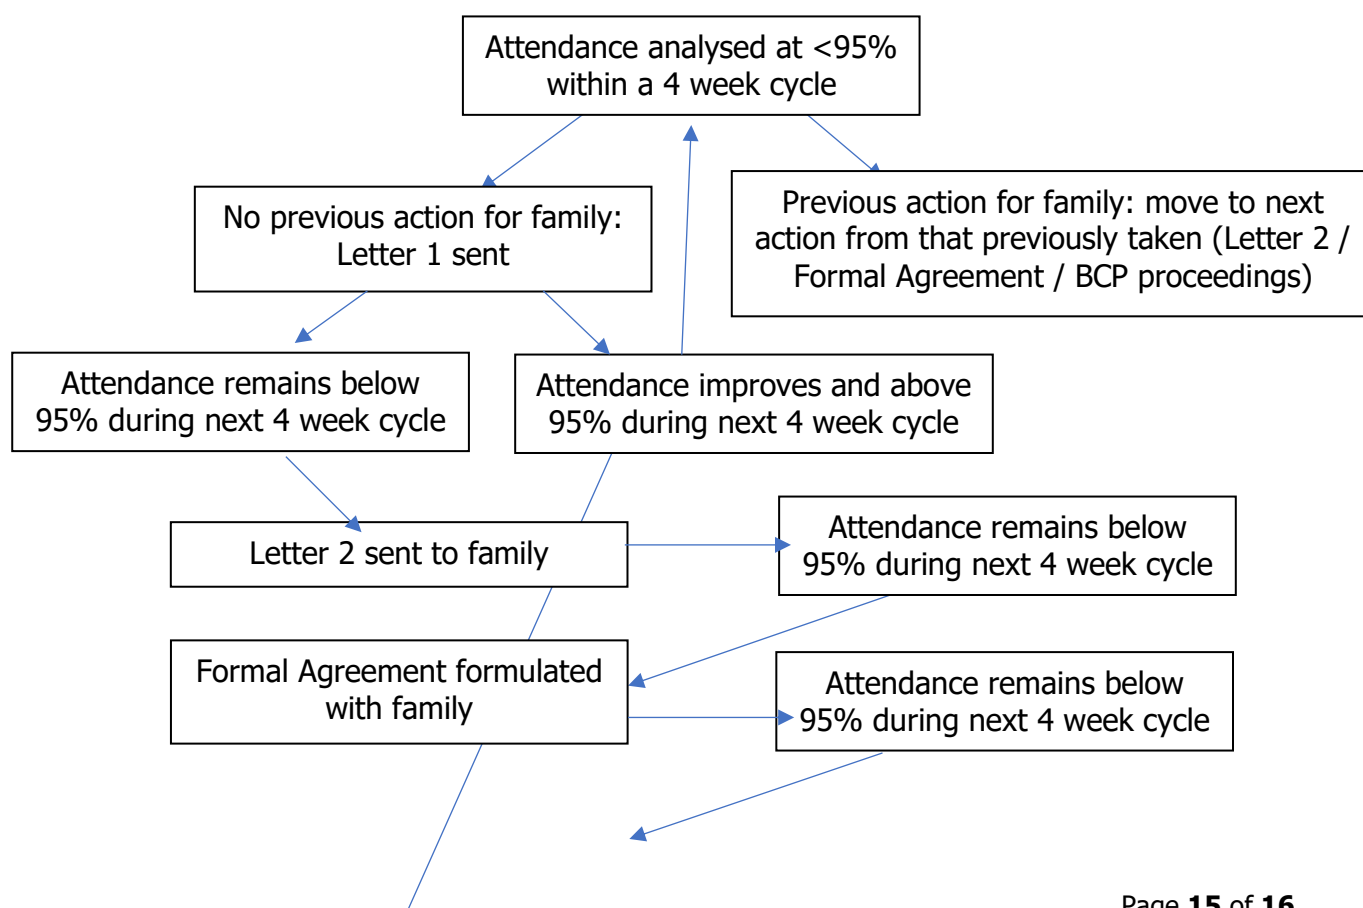 Attendance analysed at <95%
within a 4 week cycle
No previous action for family:
Letter 1 sent
Previous action for family: move to next
action from that previously taken (Letter 2 /
Formal Agreement / BCP proceedings)
Attendance remains below
95% during next 4 week cycle
Attendance improves and above
95% during next 4 week cycle
Letter 2 sent to family
Attendance remains below
95% during next 4 week cycle
Formal Agreement formulated
with family
Attendance remains below
95% during next 4 week cycle
Page 15 of 16